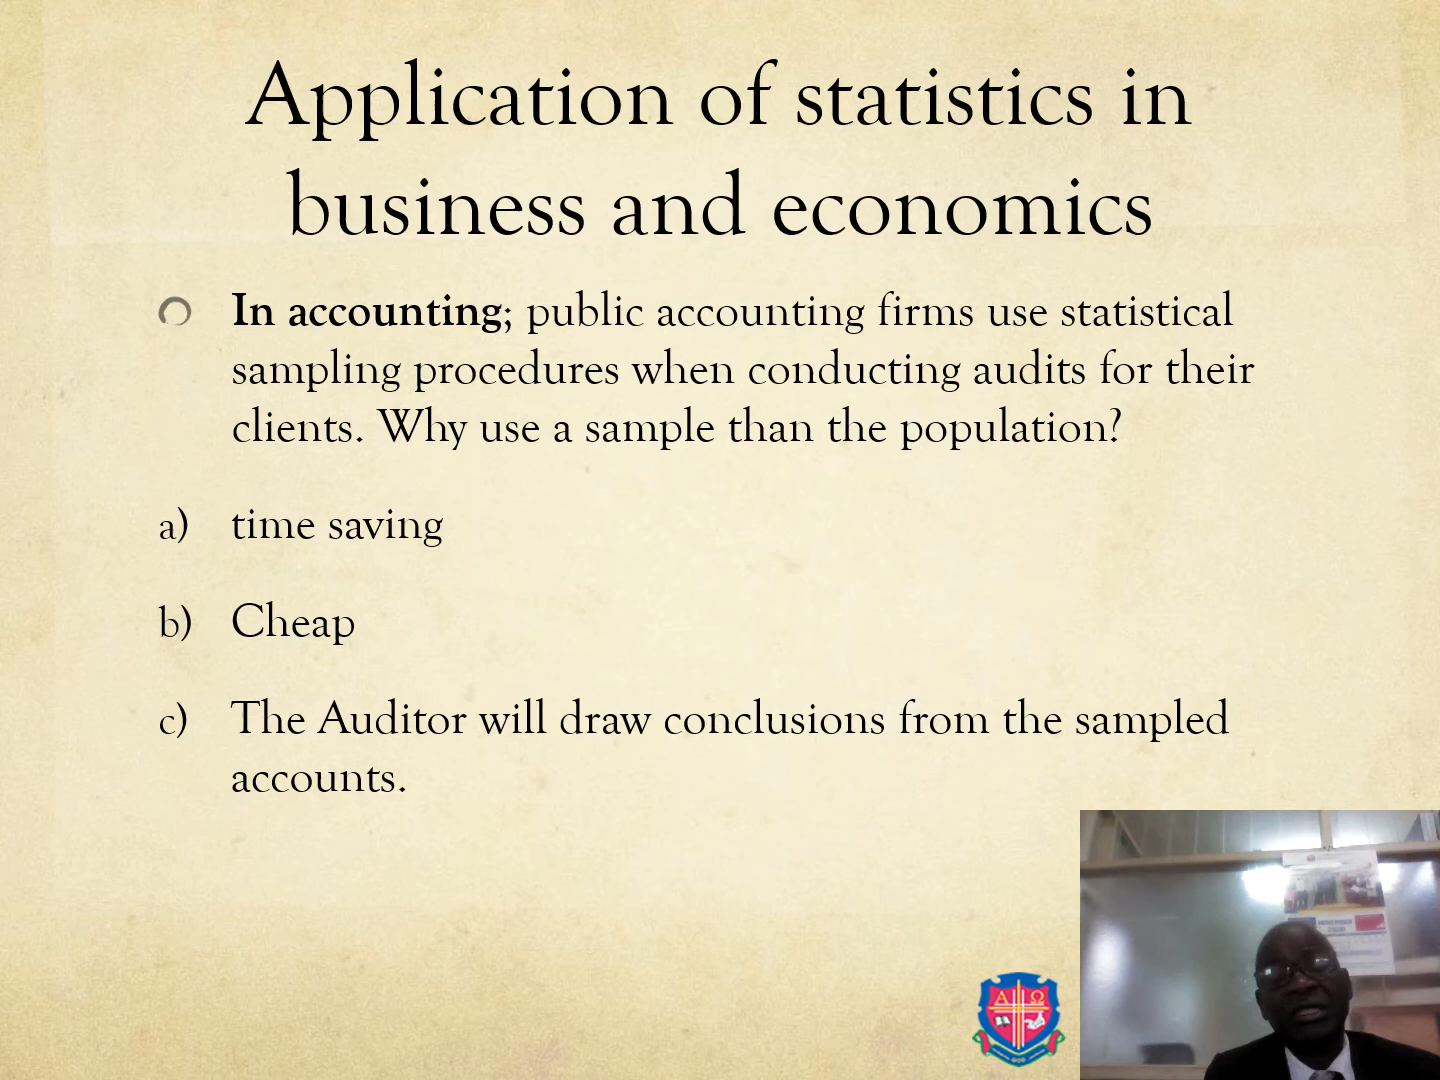 Application of statistics in
business and economics
In accounting; public accounting firms use statistical
sampling procedures when conducting audits for their
clients. Why use a sample than the population?
a) time saving
b) Cheap
c) The Auditor will draw conclusions from the sampled
accounts.
Α Ω